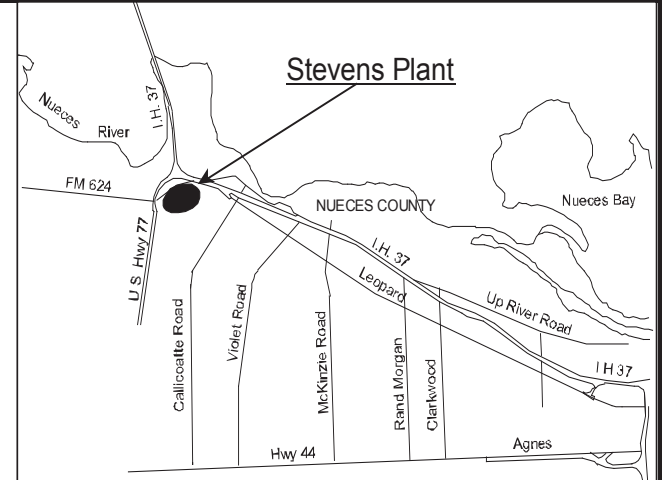 Stevens Plant
Nueces
River
I.H. 37
FM 624
U S Hwy 77
NUECES COUNTY
Nueces Bay
I.H. 37
Leopard
Up River Road
I H 37
Callicoatte Road
Violet Road
McKinzie Road
Rand Morgan
Clarkwood
Hwy 44
Agnes